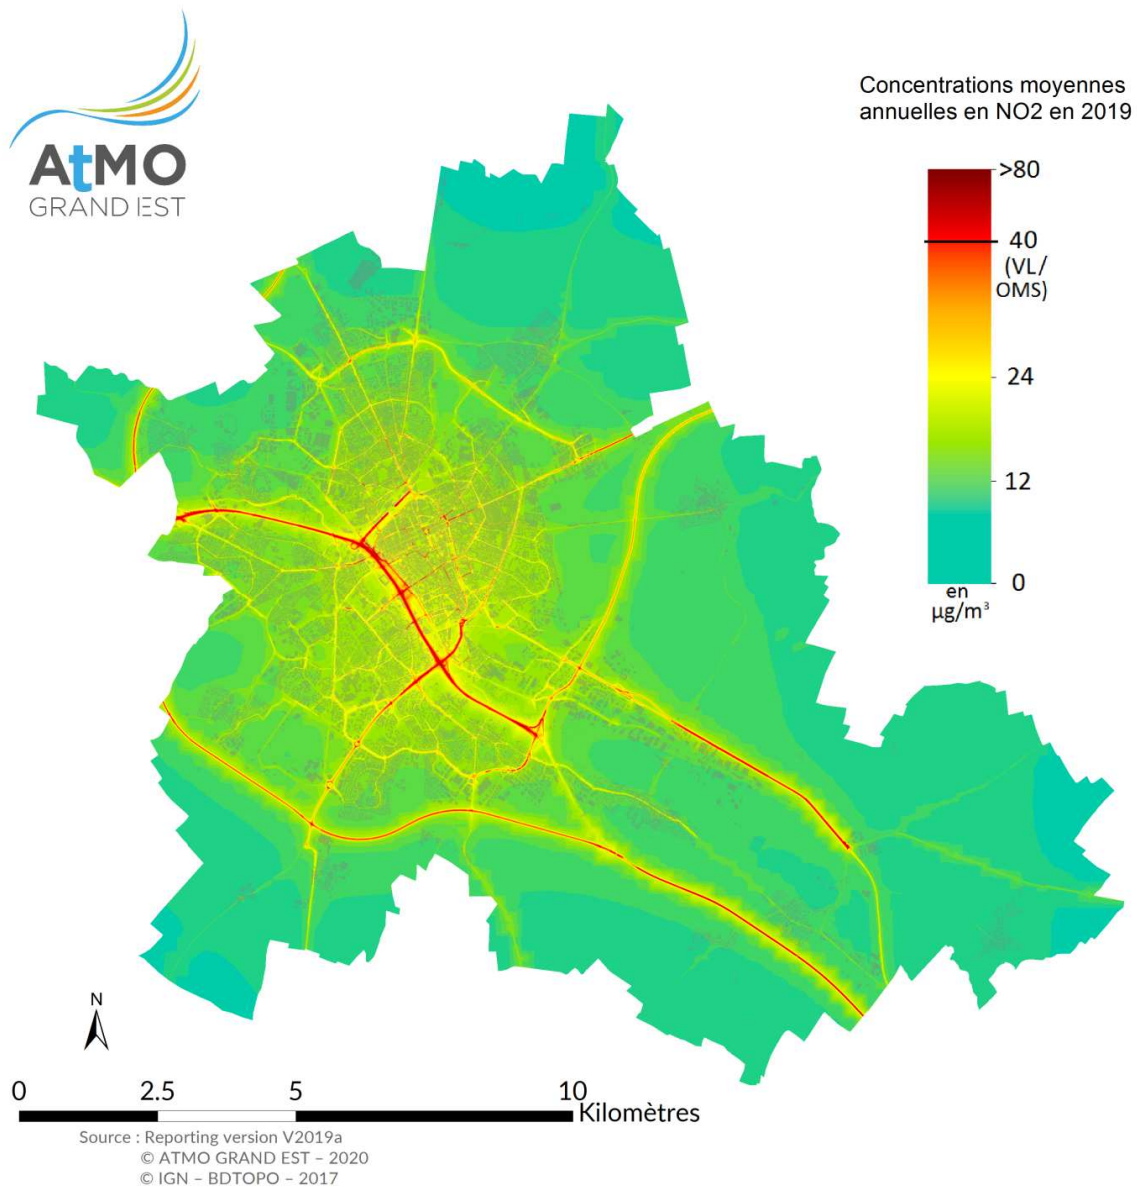 AtMO
GRAND EST
Concentrations moyennes
annuelles en NO2 en 2019
>80
40
(VL/
OMS)
24
12
0
en
µg/m³
N
0 2.5 5 10
Kilomètres
Source : Reporting version V2019a
© ATMO GRAND EST – 2020
© IGN – BDTOPO – 2017